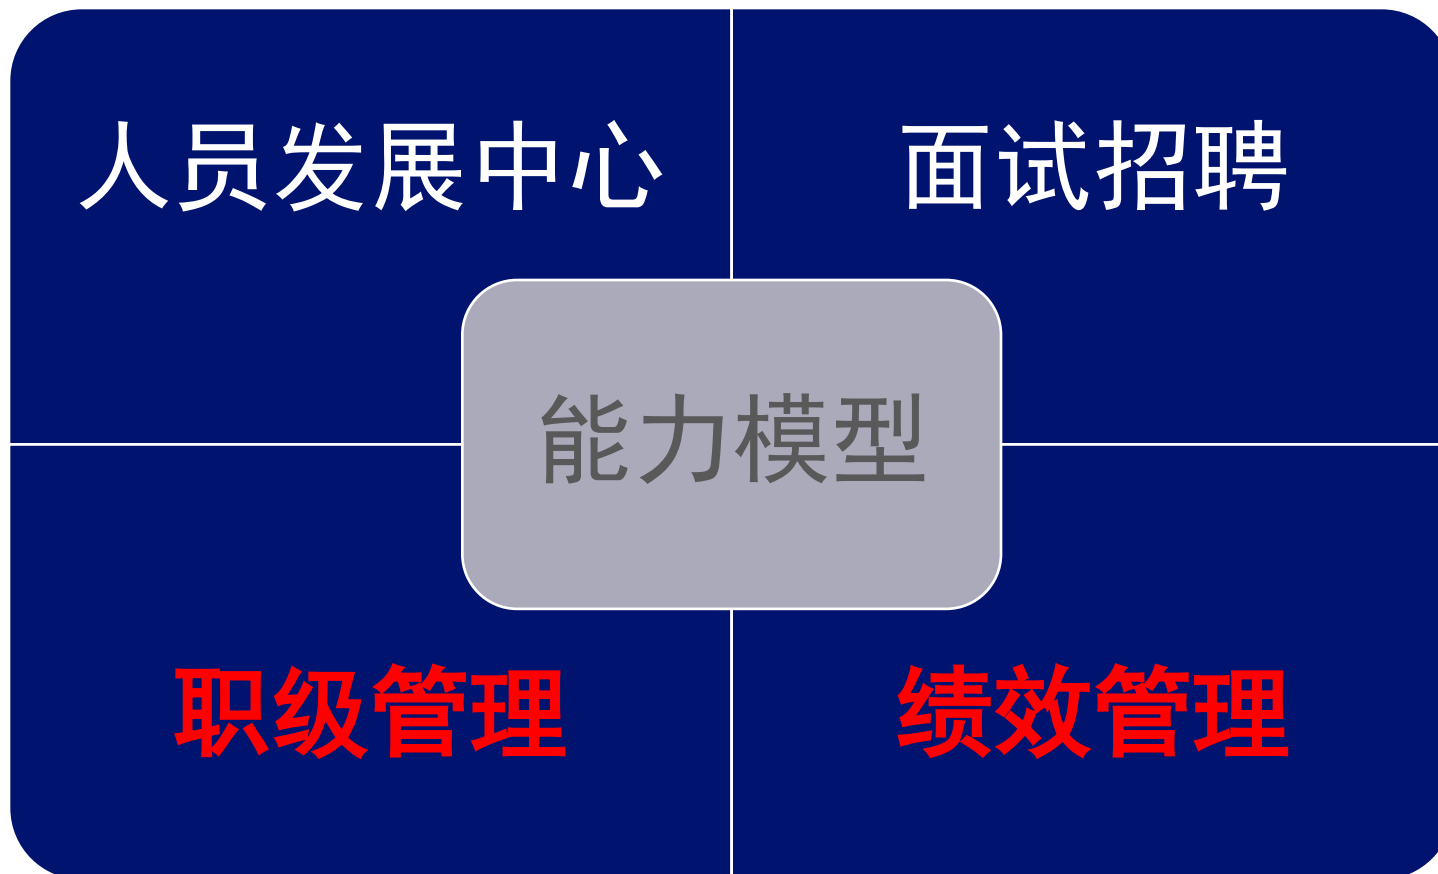 人员发展中心
面试招聘
能力模型
职级管理
绩效管理